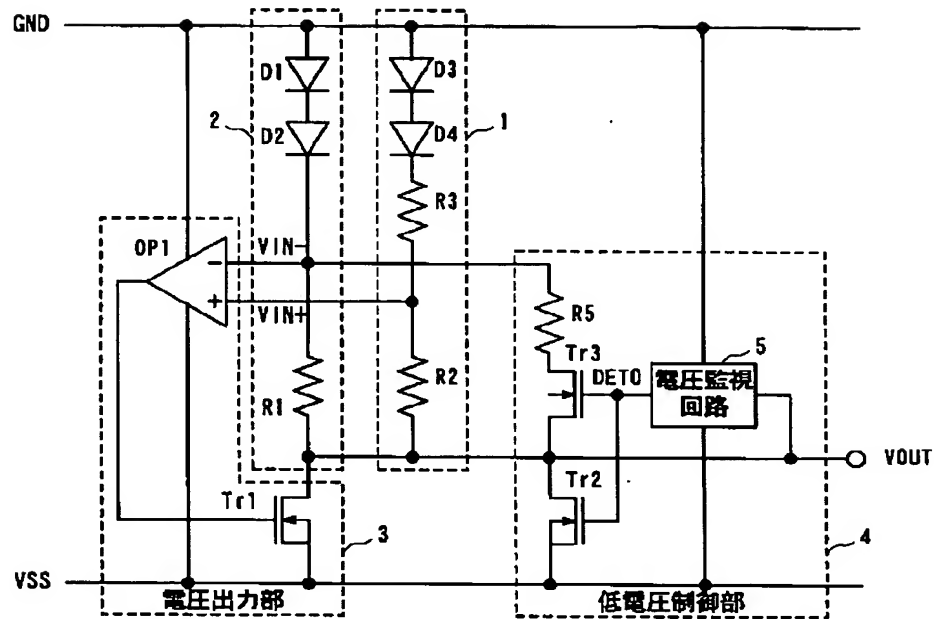 GND
D1
D3
2
1
D2
D4
R3
OP1
VIN-
-
+
VIN+
R5
Tr3
5
DETO
電圧監視
回路
R1
R2
VOUT
Tr1
Tr2
3
4
VSS
電圧出力部
低電圧制御部